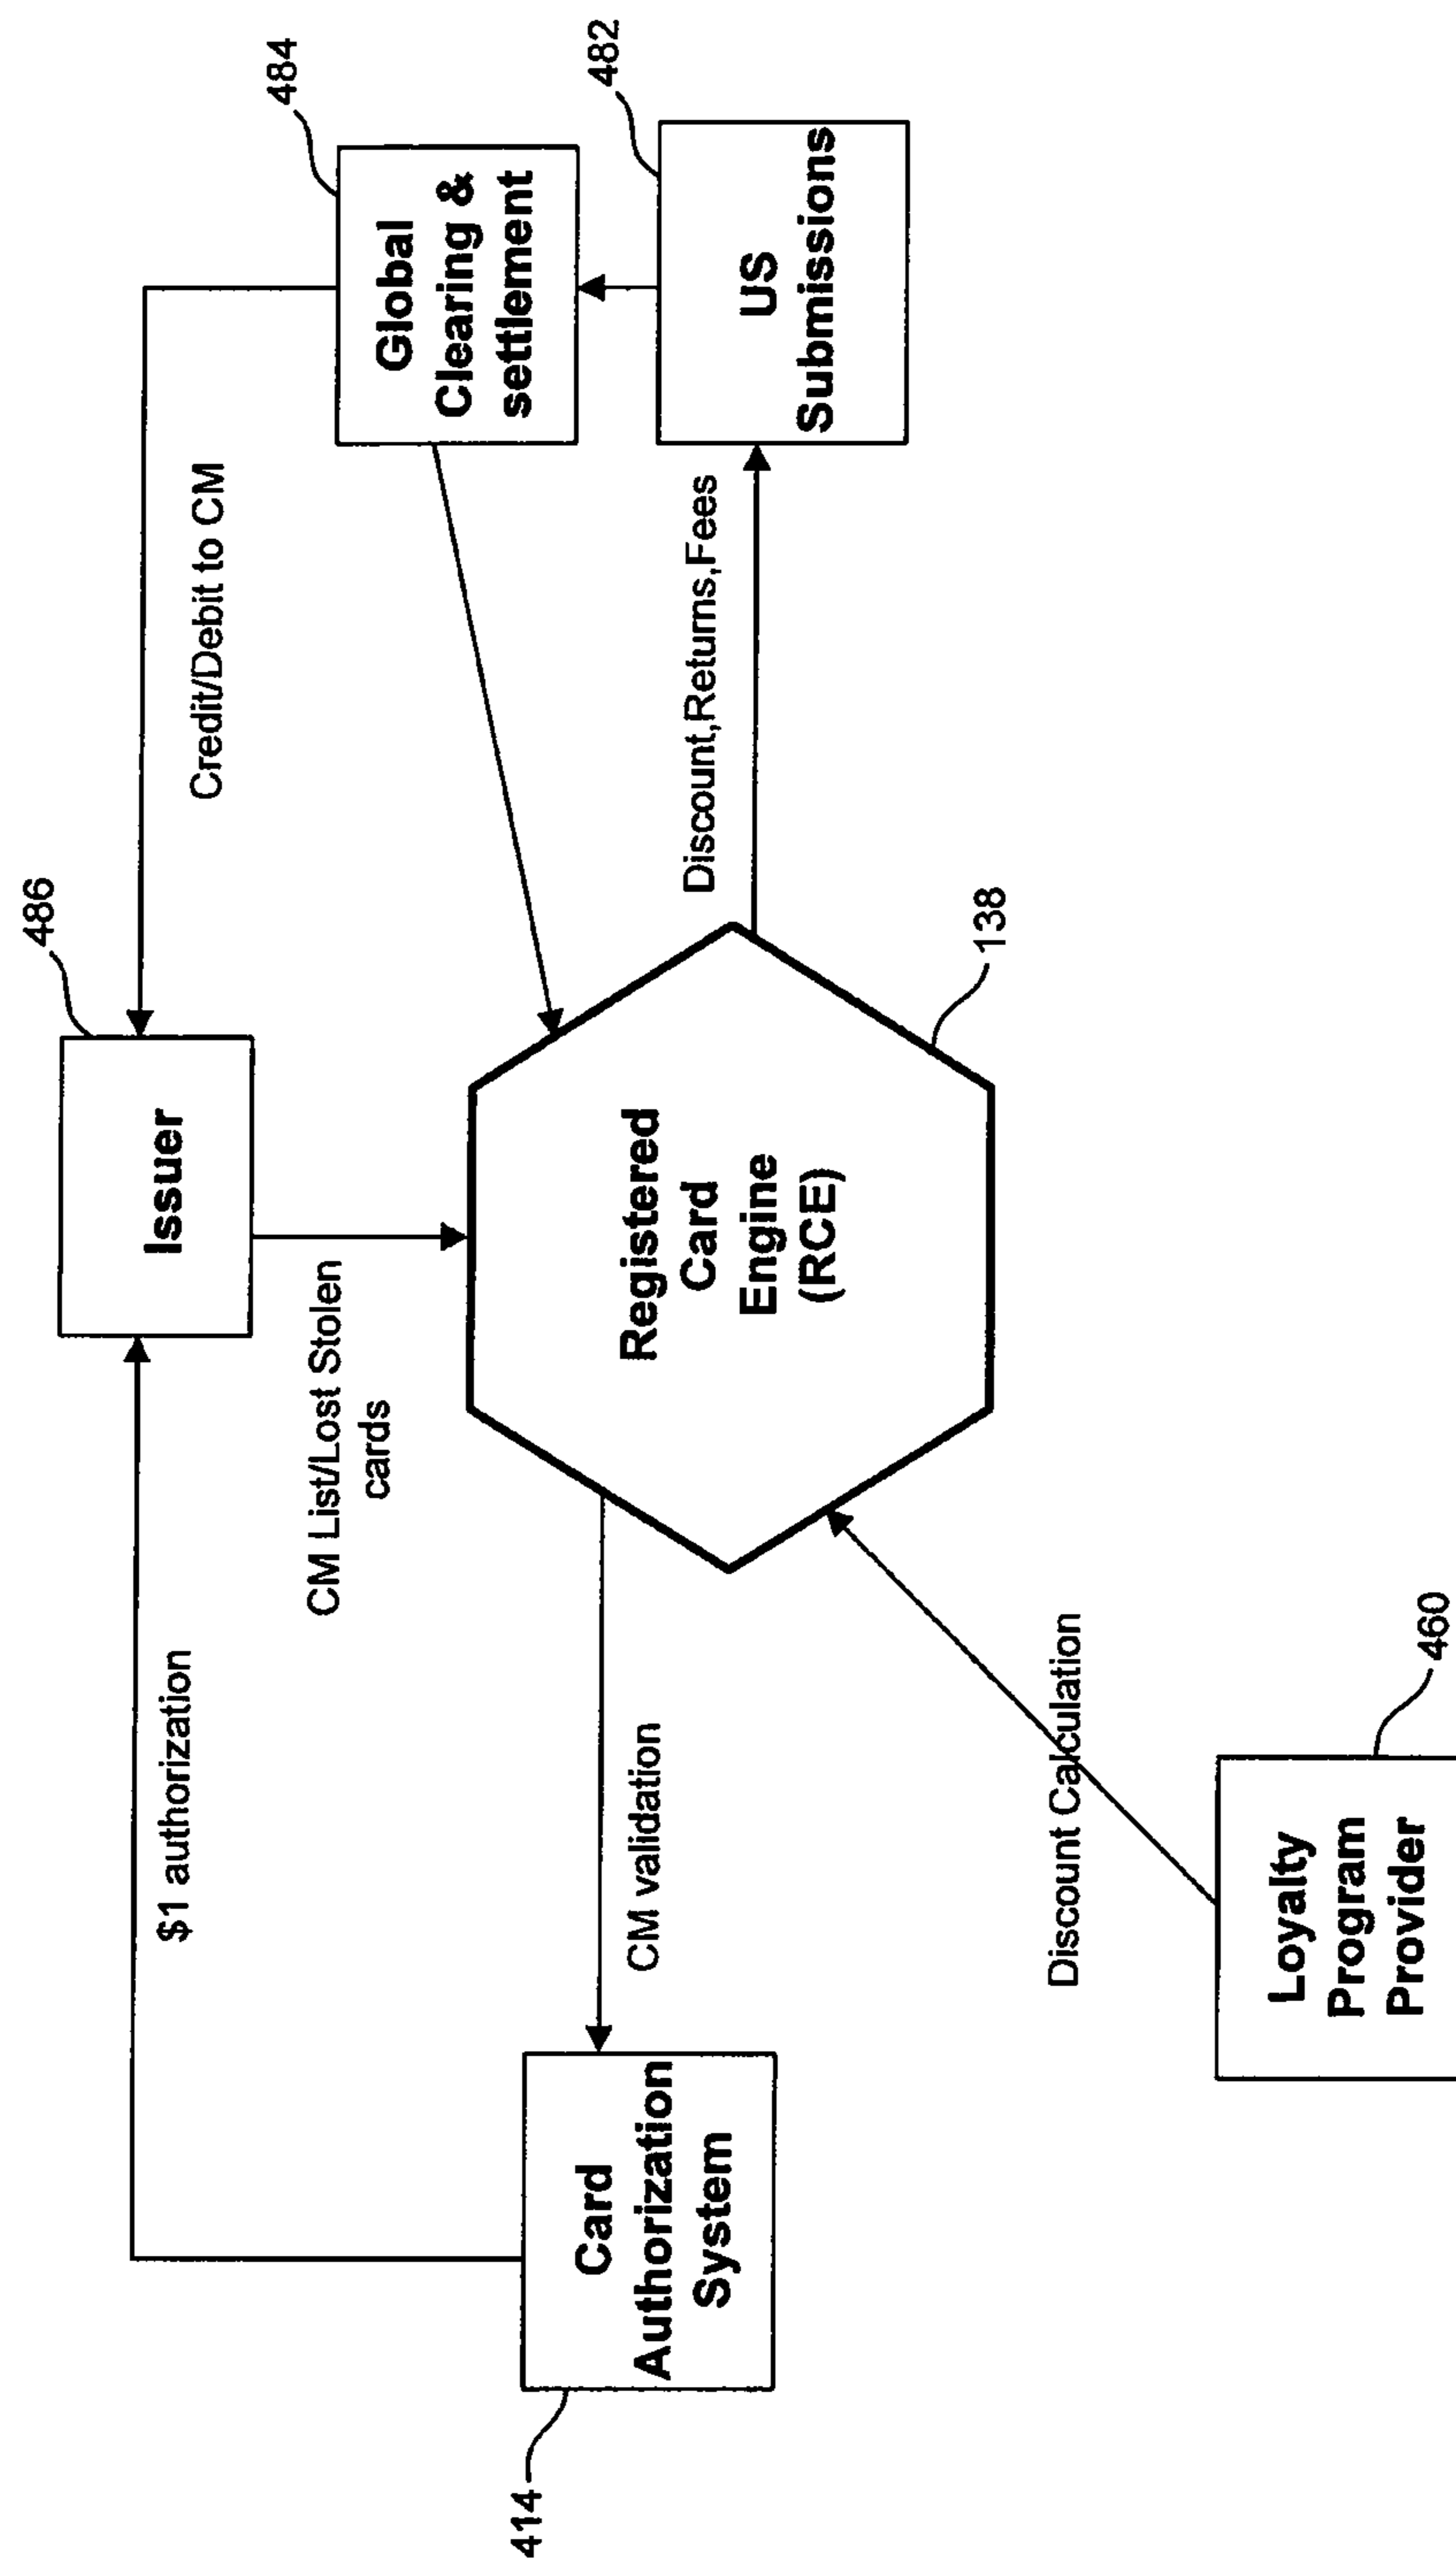 486
Issuer
$1 authorization
Credit/Debit to CM
484
Global
Clearing &
settlement
CM List/Lost Stolen
cards
414
Card
Authorization
System
CM validation
Registered
Card
Engine
(RCE)
138
Discount,Returns,Fees
482
US
Submissions
Discount Calculation
460
Loyalty
Program
Provider